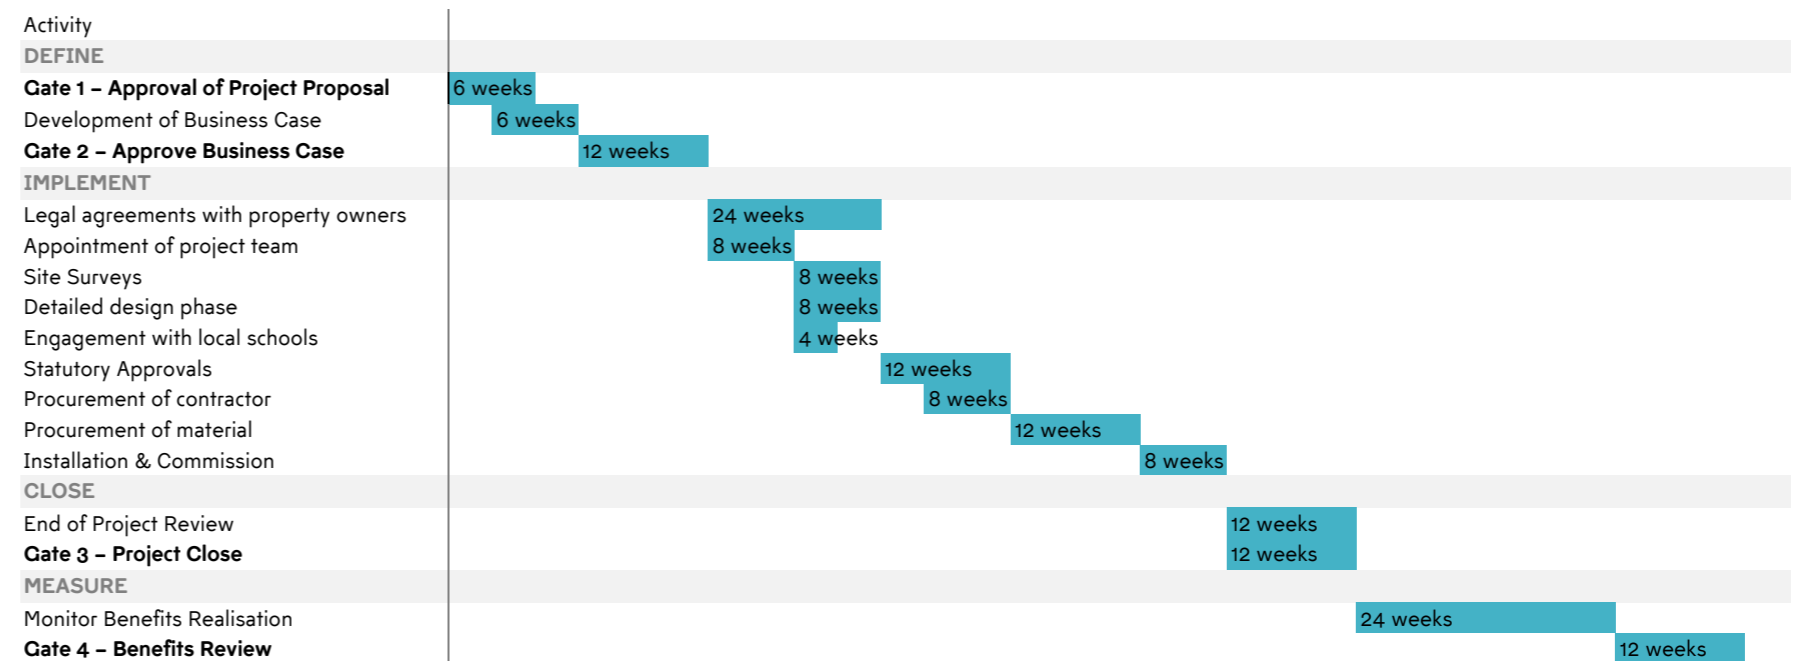 Activity
DEFINE
Gate 1 – Approval of Project Proposal 6 weeks
Development of Business Case 6 weeks
Gate 2 – Approve Business Case 12 weeks
IMPLEMENT
Legal agreements with property owners 24 weeks
Appointment of project team 8 weeks
Site Surveys 8 weeks
Detailed design phase 8 weeks
Engagement with local schools 4 weeks
Statutory Approvals 12 weeks
Procurement of contractor 8 weeks
Procurement of material 12 weeks
Installation & Commission 8 weeks
CLOSE
End of Project Review 12 weeks
Gate 3 – Project Close 12 weeks
MEASURE
Monitor Benefits Realisation 24 weeks
Gate 4 – Benefits Review 12 weeks